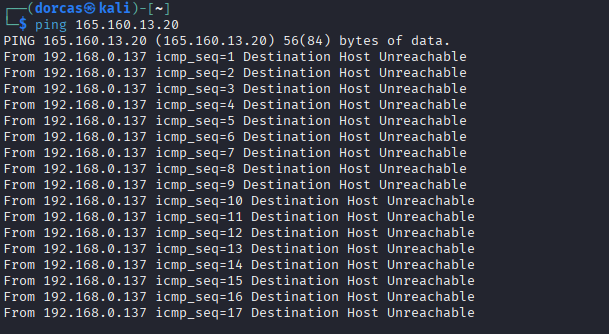 ┌──(dorcas㉿kali)-[~]
└─$ ping 165.160.13.20
PING 165.160.13.20 (165.160.13.20) 56(84) bytes of data.
From 192.168.0.137 icmp_seq=1 Destination Host Unreachable
From 192.168.0.137 icmp_seq=2 Destination Host Unreachable
From 192.168.0.137 icmp_seq=3 Destination Host Unreachable
From 192.168.0.137 icmp_seq=4 Destination Host Unreachable
From 192.168.0.137 icmp_seq=5 Destination Host Unreachable
From 192.168.0.137 icmp_seq=6 Destination Host Unreachable
From 192.168.0.137 icmp_seq=7 Destination Host Unreachable
From 192.168.0.137 icmp_seq=8 Destination Host Unreachable
From 192.168.0.137 icmp_seq=9 Destination Host Unreachable
From 192.168.0.137 icmp_seq=10 Destination Host Unreachable
From 192.168.0.137 icmp_seq=11 Destination Host Unreachable
From 192.168.0.137 icmp_seq=12 Destination Host Unreachable
From 192.168.0.137 icmp_seq=13 Destination Host Unreachable
From 192.168.0.137 icmp_seq=14 Destination Host Unreachable
From 192.168.0.137 icmp_seq=15 Destination Host Unreachable
From 192.168.0.137 icmp_seq=16 Destination Host Unreachable
From 192.168.0.137 icmp_seq=17 Destination Host Unreachable